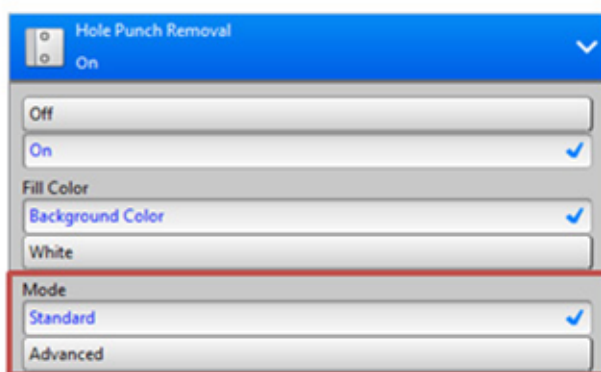 Hole Punch Removal
On
Off
On
Fill Color
Background Color
White
Mode
Standard
Advanced